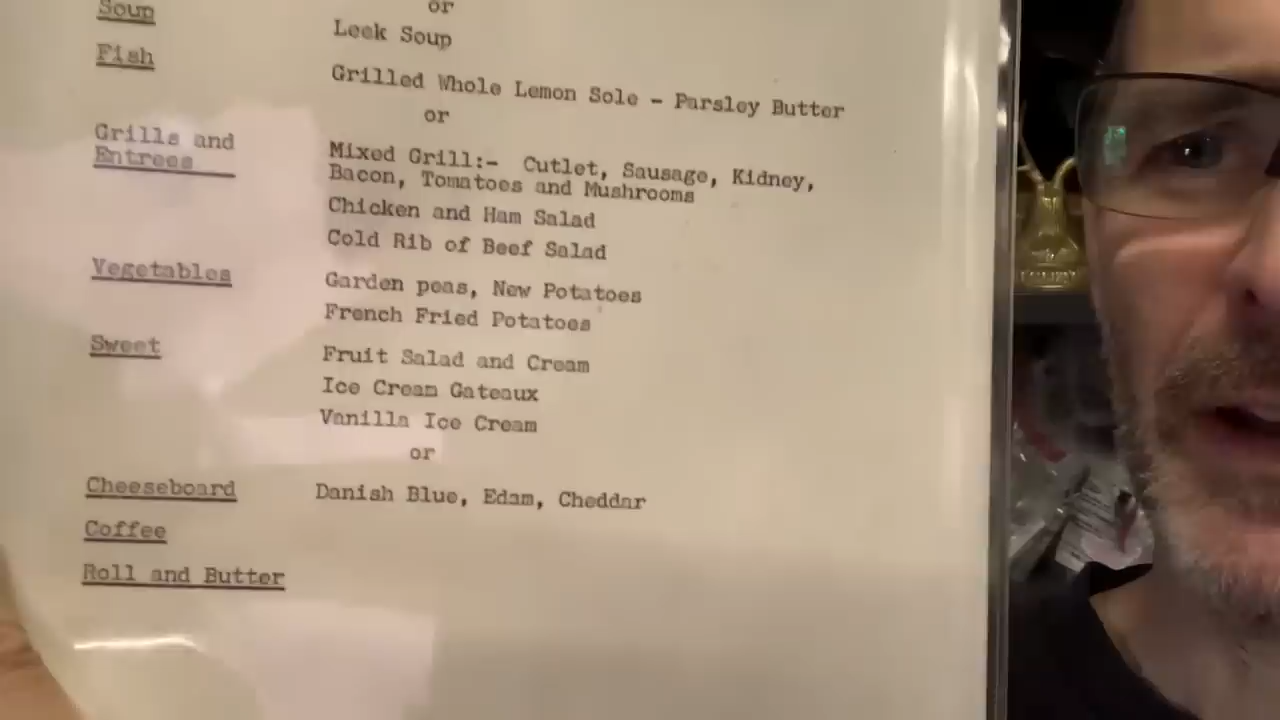 or
Soup
Leek Soup
Fish
Grilled Whole Lemon Sole - Parsley Butter
or
Grills and
Entrees
Mixed Grill:- Cutlet, Sausage, Kidney,
Bacon, Tomatoes and Mushrooms
Chicken and Ham Salad
Cold Rib of Beef Salad
Vegetables
Garden peas, New Potatoes
French Fried Potatoes
Sweet
Fruit Salad and Cream
Ice Cream Gateaux
Vanilla Ice Cream
or
Cheeseboard
Danish Blue, Edam, Cheddar
Coffee
Roll and Butter